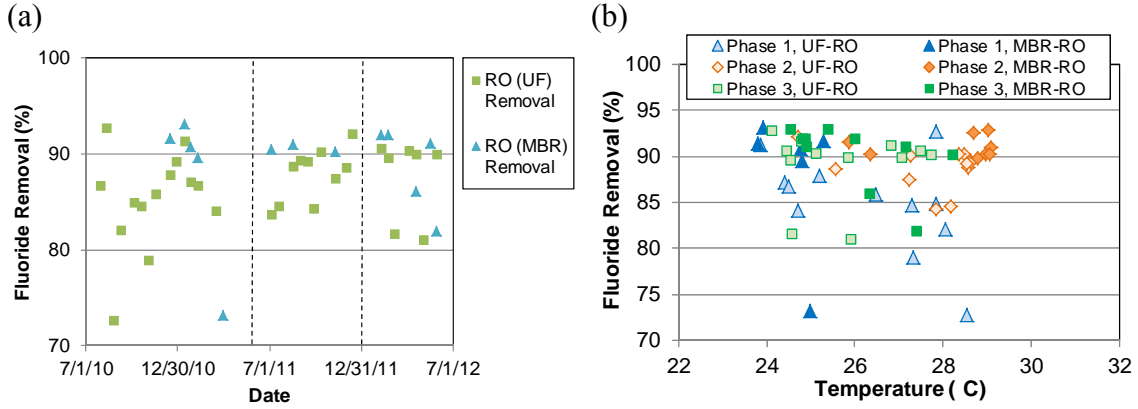 (a)
100
90
80
70
Fluoride Removal (%)
7/1/10
12/30/10
7/1/11
12/31/11
7/1/12
Date
RO (UF)
Removal
RO (MBR)
Removal
(b)
Phase 1, UF-RO
Phase 1, MBR-RO
Phase 2, UF-RO
Phase 2, MBR-RO
Phase 3, UF-RO
Phase 3, MBR-RO
100
95
90
85
80
75
70
Fluoride Removal (%)
22
24
26
28
30
32
Temperature ( C)